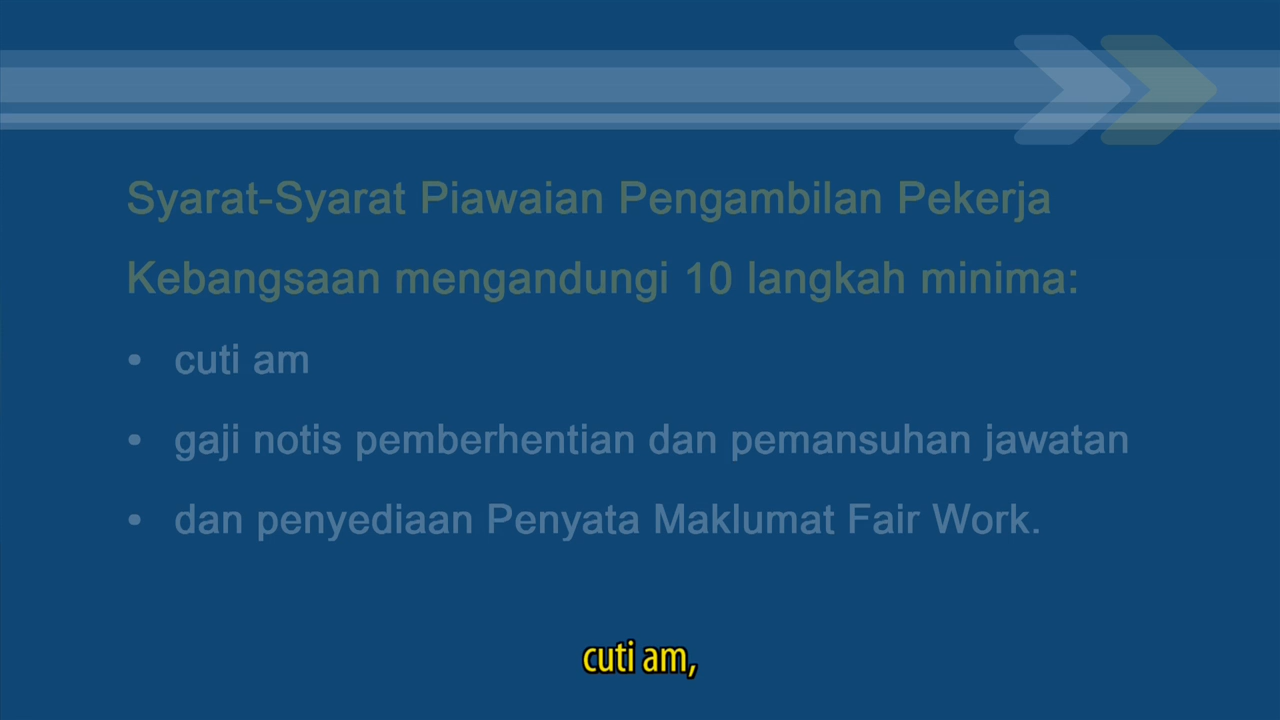 Syarat-Syarat Piawaian Pengambilan Pekerja
Kebangsaan mengandungi 10 langkah minima:
• cuti am
• gaji notis pemberhentian dan pemansuhan jawatan
• dan penyediaan Penyata Maklumat Fair Work.
cuti am,